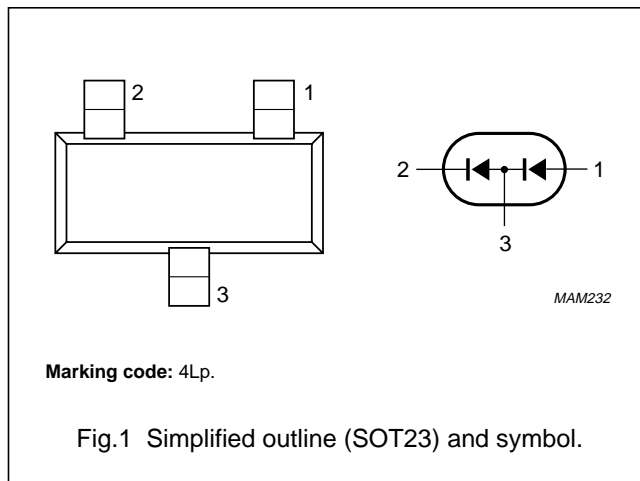 2
1
3
2
1
3
MAM232
Marking code: 4Lp.
Fig.1 Simplified outline (SOT23) and symbol.